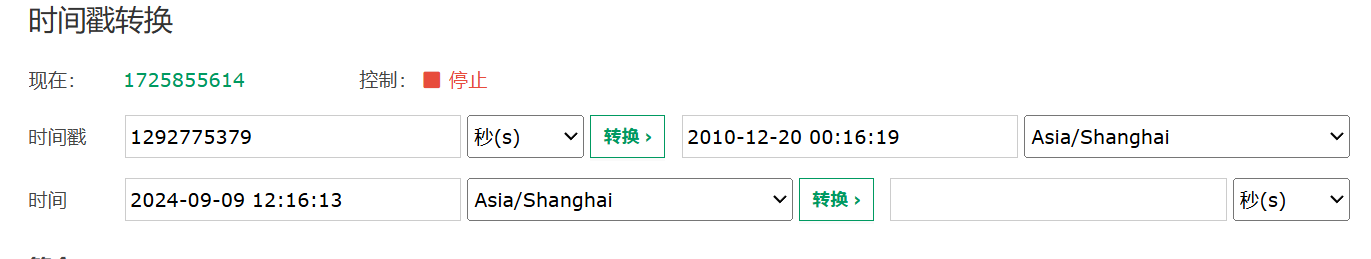 时间戳转换
现在: 1725855614 控制: 停止
时间戳 1292775379 秒(s) 转换 › 2010-12-20 00:16:19 Asia/Shanghai
时间 2024-09-09 12:16:13 Asia/Shanghai 转换 › 秒(s)